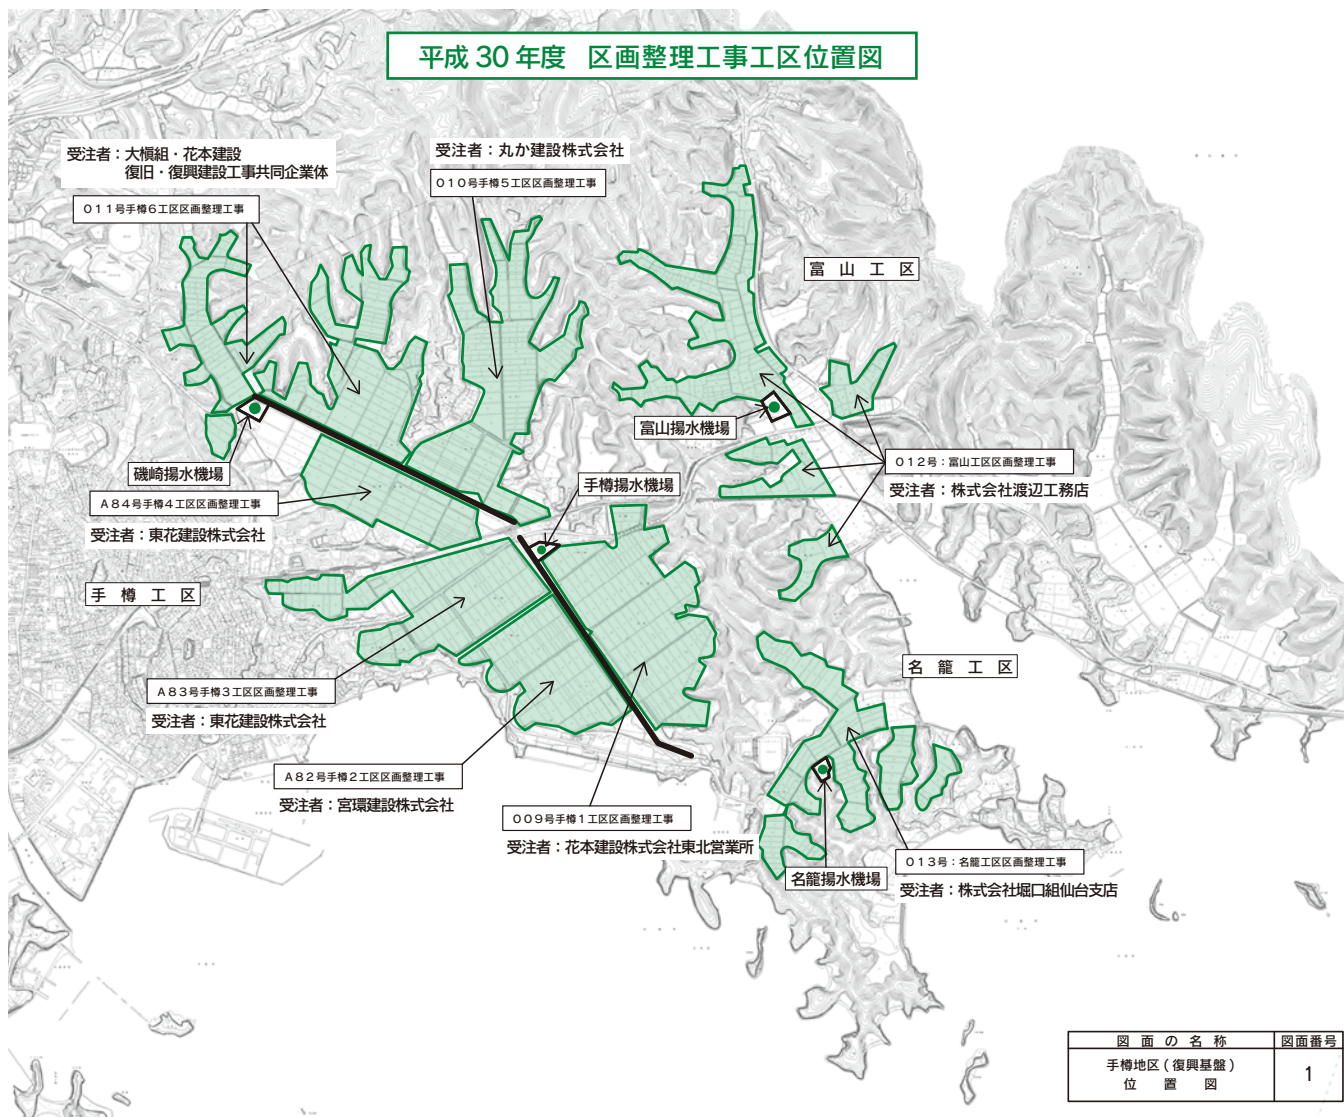 平成30年度 区画整理工事工区位置図
受注者：大槇組・花本建設
復旧・復興建設工事共同企業体
011号手樽6工区区画整理工事
受注者：丸か建設株式会社
010号手樽5工区区画整理工事
富山工区
富山揚水機場
012号：富山工区区画整理工事
受注者：株式会社渡辺工務店
磯崎揚水機場
手樽揚水機場
A84号手樽4工区区画整理工事
受注者：東花建設株式会社
手樽工区
名籠工区
A83号手樽3工区区画整理工事
受注者：東花建設株式会社
A82号手樽2工区区画整理工事
受注者：宮環建設株式会社
009号手樽1工区区画整理工事
受注者：花本建設株式会社東北営業所
名籠揚水機場
013号：名籠工区区画整理工事
受注者：株式会社堀口組仙台支店
図面の名称 図面番号
手樽地区(復興基盤)
位置図 1